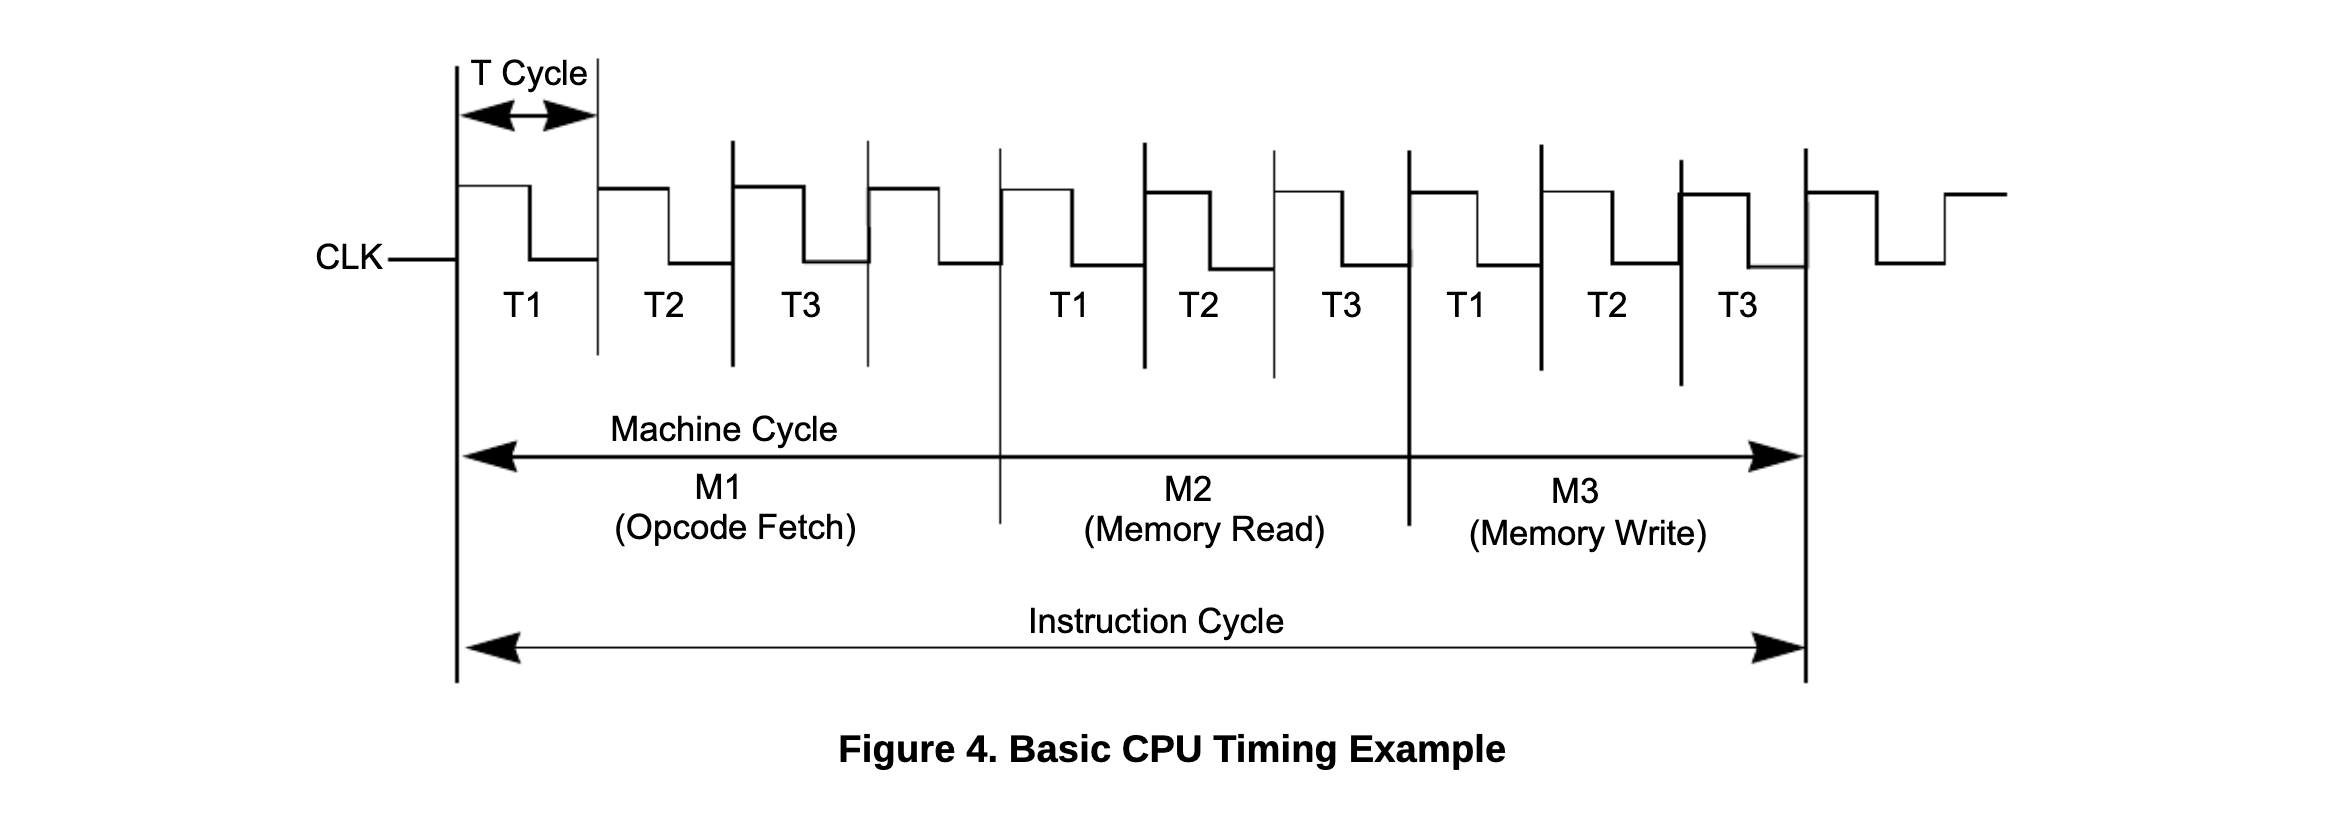 T Cycle
CLK
T1 T2 T3 T1 T2 T3 T1 T2 T3
Machine Cycle
M1 M2 M3
(Opcode Fetch) (Memory Read) (Memory Write)
Instruction Cycle
Figure 4. Basic CPU Timing Example